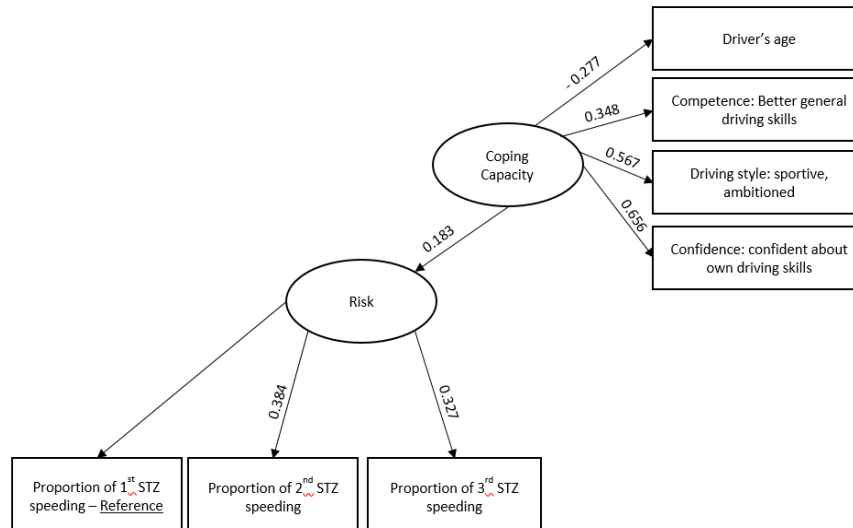 Driver's age
- 0.277
Competence: Better general
driving skills
0.348
Coping
Capacity
0.567
Driving style: sportive,
ambitioned
0.656
Confidence: confident about
own driving skills
0.183
Risk
0.384
0.327
Proportion of 1st STZ
speeding – Reference
Proportion of 2nd STZ
speeding
Proportion of 3rd STZ
speeding